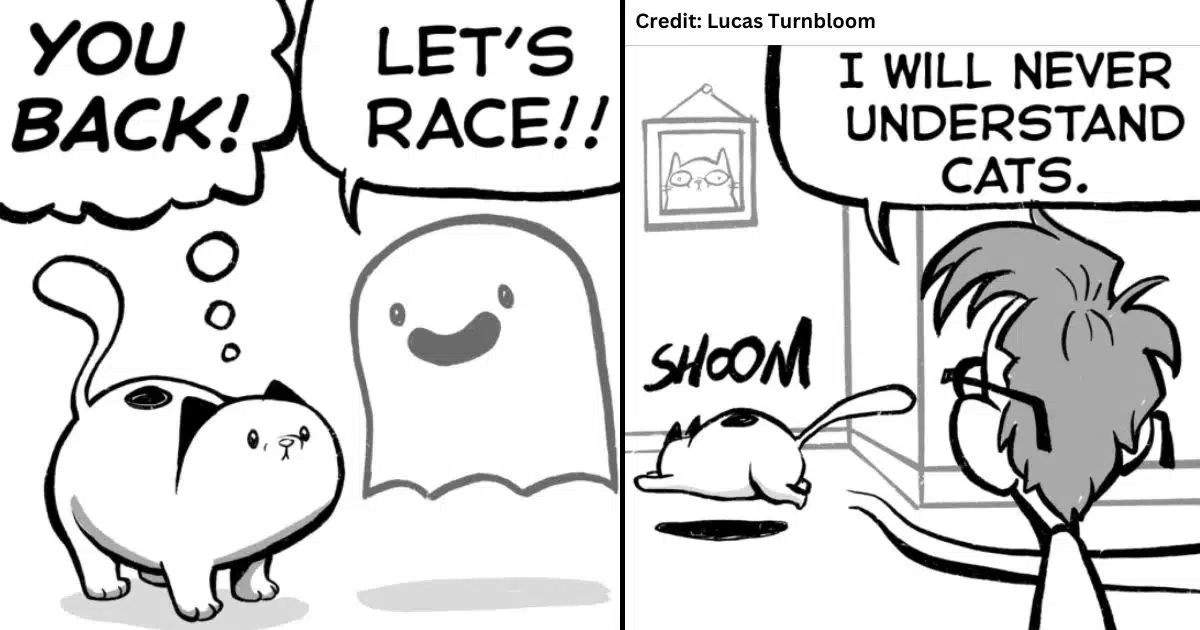 YOU
BACK!
LET'S
RACE!!
Credit: Lucas Turnbloom
I WILL NEVER
UNDERSTAND
CATS.
SHOOM